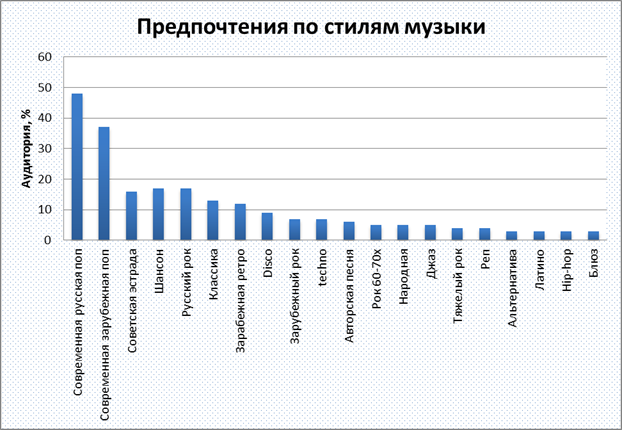 Предпочтения по стилям музыки
Аудитория, %
60
50
40
30
20
10
0
Современная русская поп
Современная зарубежная поп
Советская эстрада
Шансон
Русский рок
Классика
Зарабежная ретро
Disco
Зарубежный рок
techno
Авторская песня
Рок 60-70х
Народная
Джаз
Тяжелый рок
Реп
Альтернатива
Латино
Hip-hop
Блюз